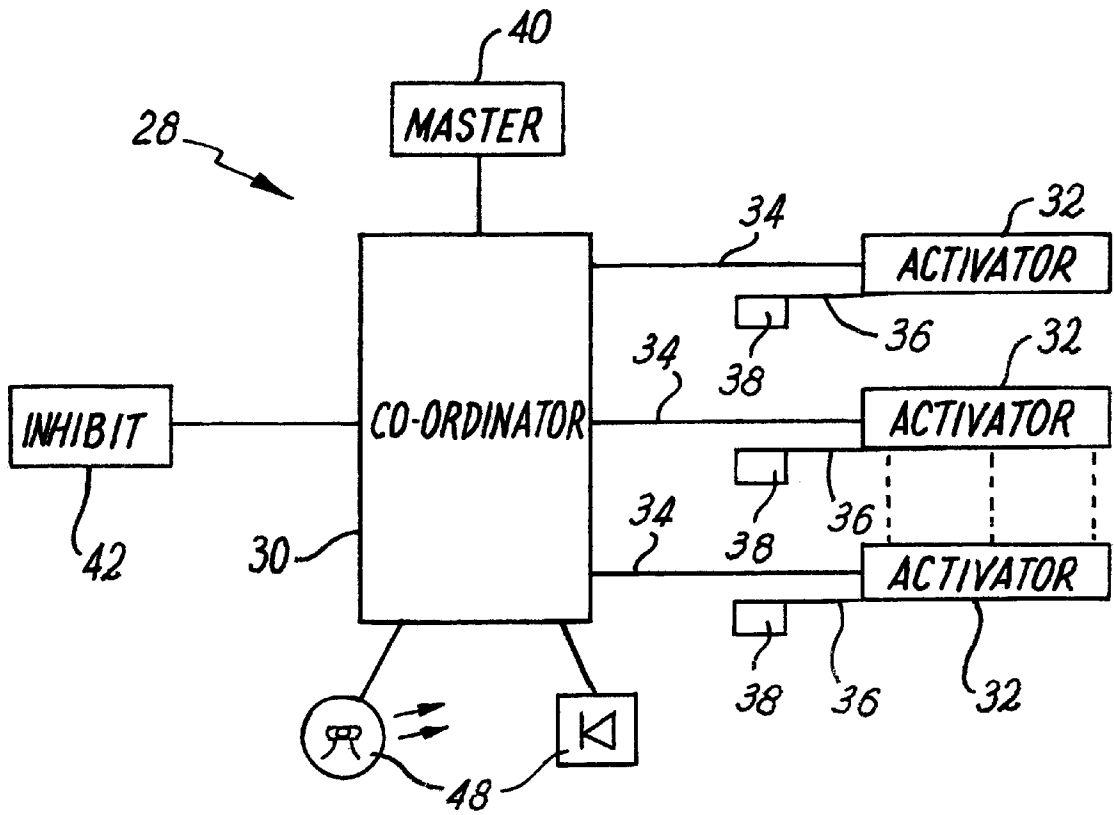 40
MASTER
28
34
32
ACTIVATOR
38
36
34
32
ACTIVATOR
INHIBIT
CO-ORDINATOR
38
36
42
30
34
ACTIVATOR
38
36
32
48